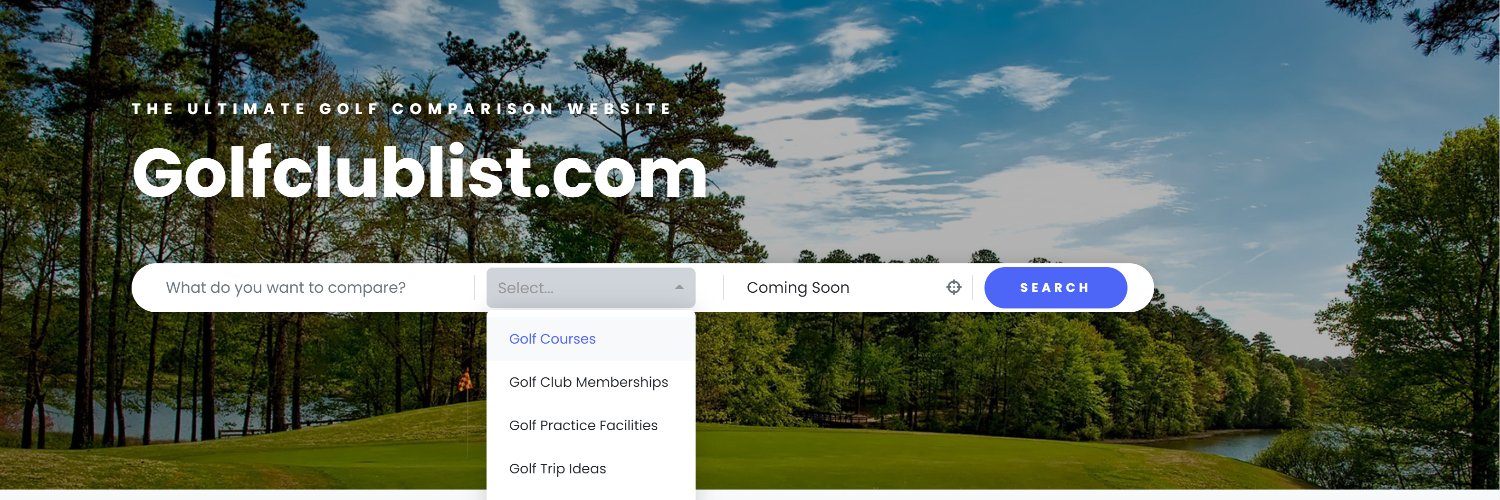 THE ULTIMATE GOLF COMPARISON WEBSITE
Golfclublist.com
What do you want to compare? Select... Coming Soon SEARCH
Golf Courses
Golf Club Memberships
Golf Practice Facilities
Golf Trip Ideas